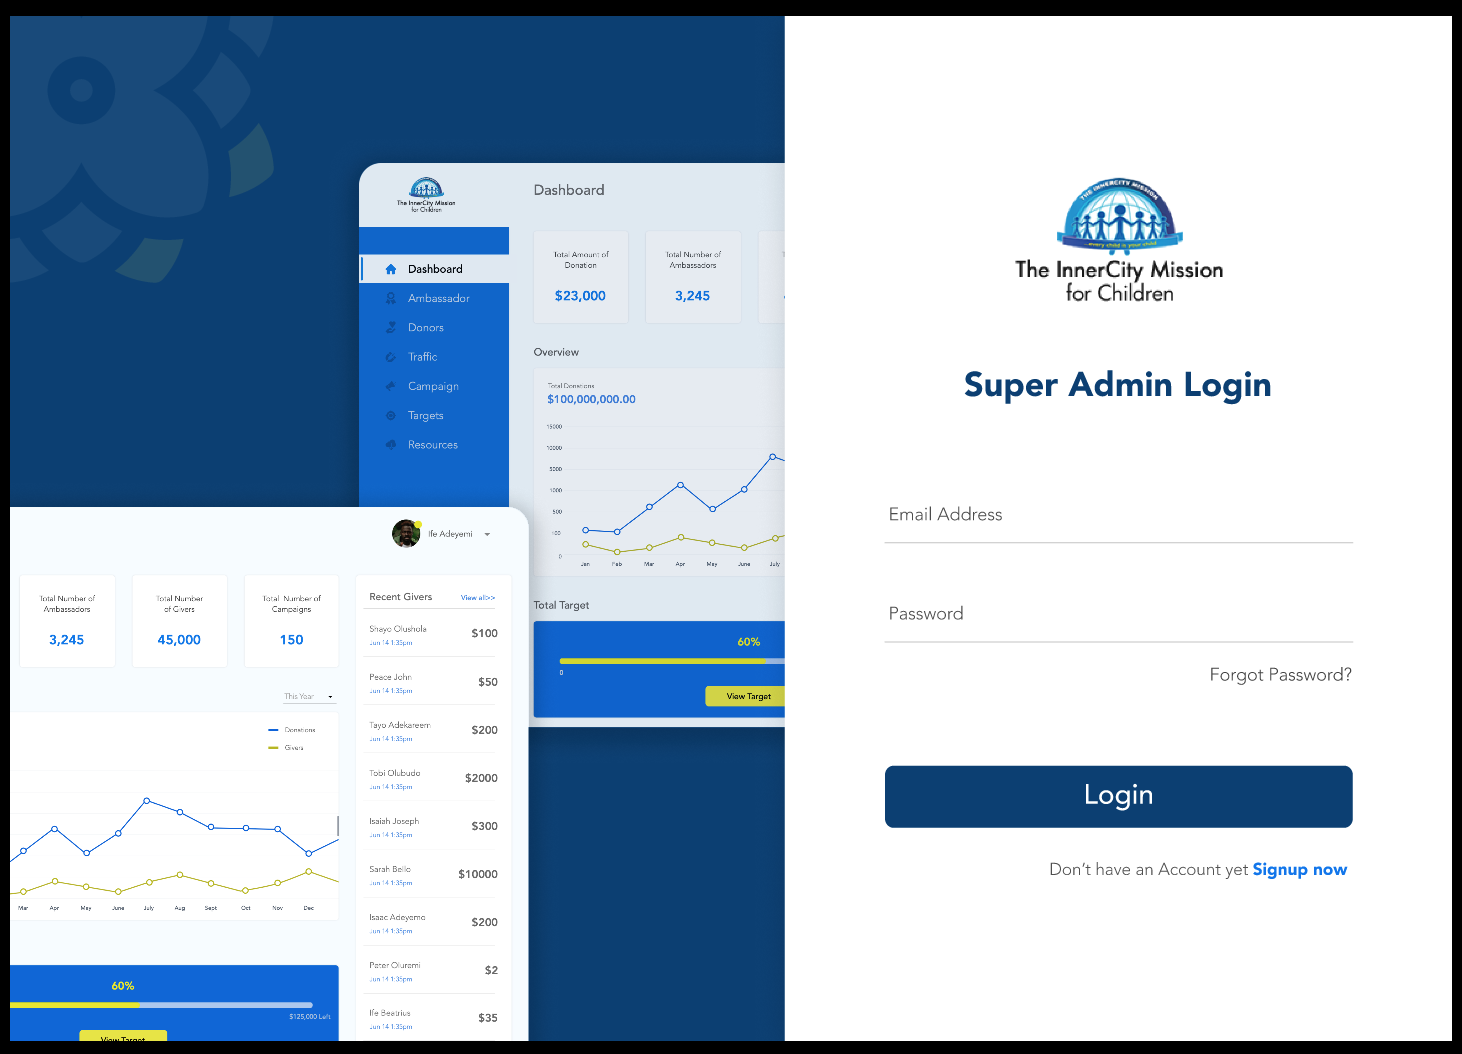 THE INNERCITY MISSION
The InnerCity Mission
for Children
Dashboard
Dashboard
Ambassador
Donors
Traffic
Campaign
Targets
Resources
Total Amount of
Donation
$23,000
Total Number of
Ambassadors
3,245
Overview
Total Donations
$100,000,000.00
15000
10000
5000
1000
500
100
0
Jan Feb Mar Apr May June July
Total Target
60%
0
View Target
Ife Adeyemi
Total Number of
Ambassadors
3,245
Total Number
of Givers
45,000
Total Number of
Campaigns
150
This Year
Donations
Givers
Mar Apr May June July Aug Sept Oct Nov Dec
60%
$125,000 Left
View Target
Recent Givers View all>>
Shayo Olushola
Jun 14 1:35pm
$100
Peace John
Jun 14 1:35pm
$50
Tayo Adekareem
Jun 14 1:35pm
$200
Tobi Olubudo
Jun 14 1:35pm
$2000
Isaiah Joseph
Jun 14 1:35pm
$300
Sarah Bello
Jun 14 1:35pm
$10000
Isaac Adeyemo
Jun 14 1:35pm
$200
Peter Oluremi
Jun 14 1:35pm
$2
Ife Beatrius
Jun 14 1:35pm
$35
THE INNERCITY MISSION
...every child is your child
The InnerCity Mission
for Children
Super Admin Login
Email Address
Password
Forgot Password?
Login
Don't have an Account yet Signup now